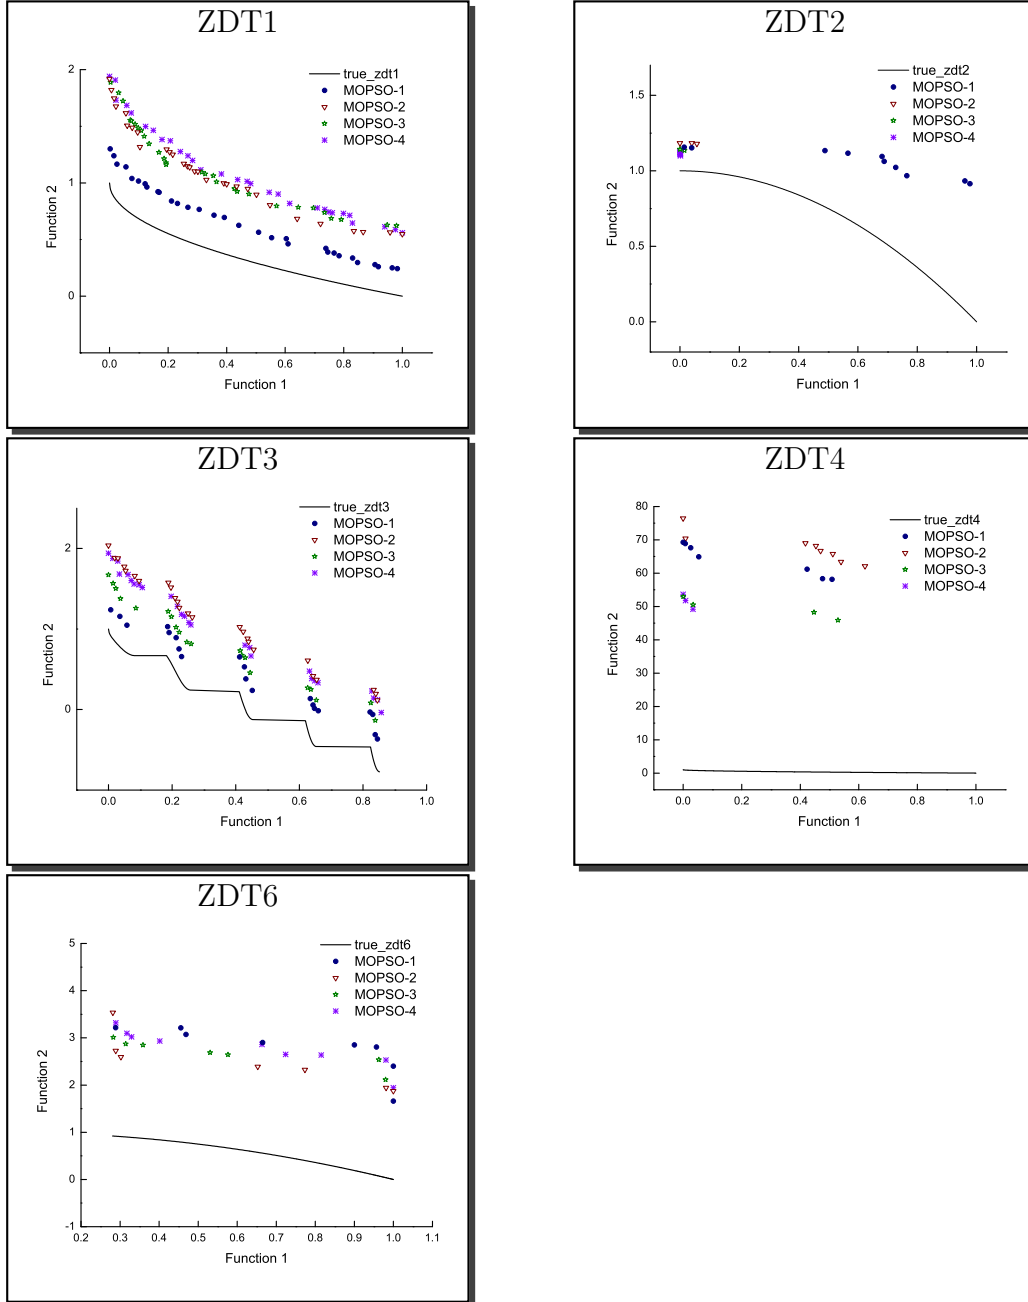 ZDT1
true_zdt1
MOPSO-1
MOPSO-2
MOPSO-3
MOPSO-4
2
1
0
Function 2
0.0 0.2 0.4 0.6 0.8 1.0
Function 1
ZDT2
true_zdt2
MOPSO-1
MOPSO-2
MOPSO-3
MOPSO-4
1.5
1.0
0.5
0.0
Function 2
0.0 0.2 0.4 0.6 0.8 1.0
Function 1
ZDT3
true_zdt3
MOPSO-1
MOPSO-2
MOPSO-3
MOPSO-4
2
0
Function 2
0.0 0.2 0.4 0.6 0.8 1.0
Function 1
ZDT4
true_zdt4
MOPSO-1
MOPSO-2
MOPSO-3
MOPSO-4
80
70
60
50
40
30
20
10
0
Function 2
0.0 0.2 0.4 0.6 0.8 1.0
Function 1
ZDT6
true_zdt6
MOPSO-1
MOPSO-2
MOPSO-3
MOPSO-4
5
4
3
2
1
0
-1
Function 2
0.2 0.3 0.4 0.5 0.6 0.7 0.8 0.9 1.0 1.1
Function 1